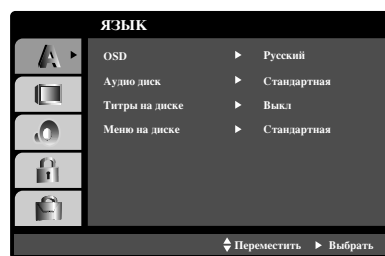 ЯЗЫК
OSD ► Русский
Аудио диск ► Стандартная
Титры на диске ► Выкл
Меню на диске ► Стандартная
Переместить ► Выбрать